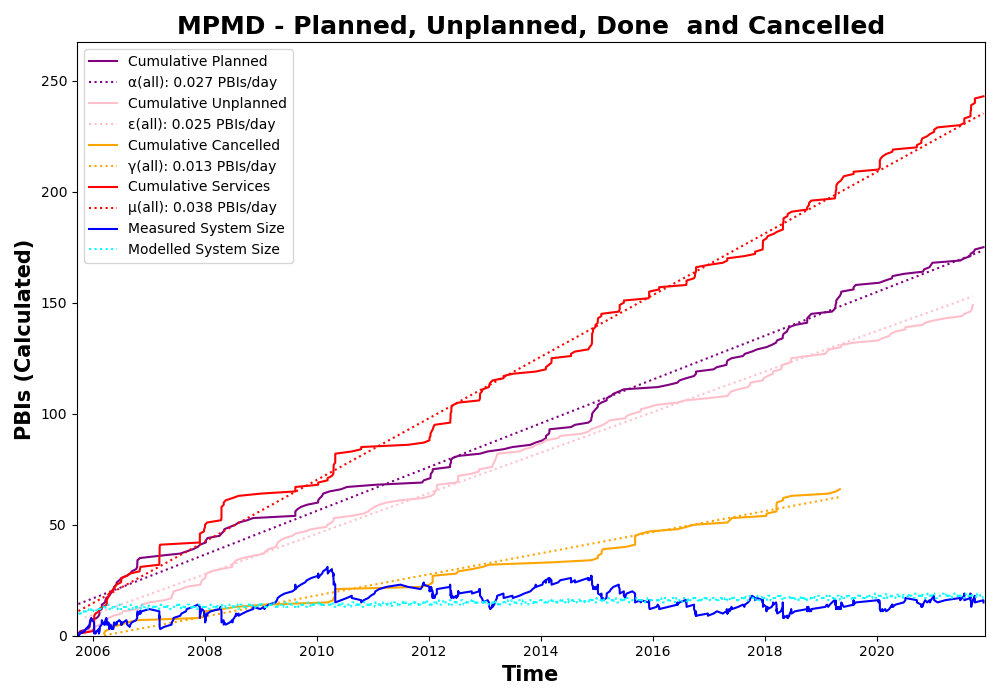 MPMD - Planned, Unplanned, Done and Cancelled
Cumulative Planned
α(all): 0.027 PBIs/day
Cumulative Unplanned
ε(all): 0.025 PBIs/day
Cumulative Cancelled
γ(all): 0.013 PBIs/day
Cumulative Services
μ(all): 0.038 PBIs/day
Measured System Size
Modelled System Size
PBIs (Calculated)
250
200
150
100
50
0
2006 2008 2010 2012 2014 2016 2018 2020
Time